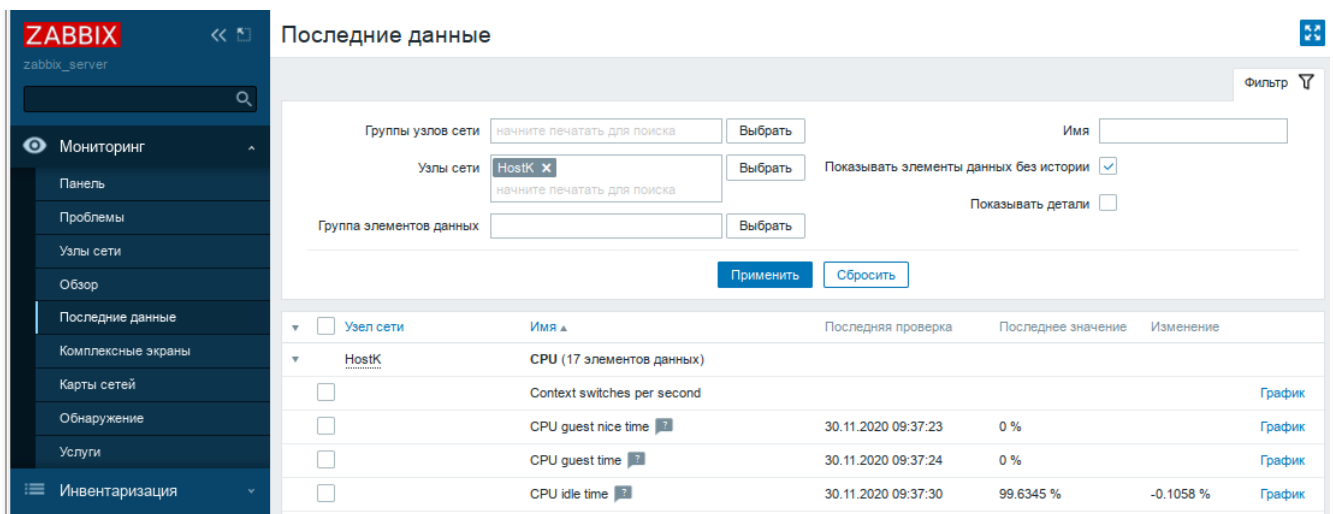 ZABBIX
zabbix_server
Мониторинг
Панель
Проблемы
Узлы сети
Обзор
Последние данные
Комплексные экраны
Карты сетей
Обнаружение
Услуги
Инвентаризация
Последние данные
Фильтр
Группы узлов сети начните печатать для поиска Выбрать Имя
Узлы сети HostK Выбрать Показывать элементы данных без истории
начните печатать для поиска
Показывать детали
Группа элементов данных Выбрать
Применить Сбросить
Узел сети Имя Последняя проверка Последнее значение Изменение
HostK CPU (17 элементов данных)
Context switches per second График
CPU guest nice time ? 30.11.2020 09:37:23 0 % График
CPU guest time ? 30.11.2020 09:37:24 0 % График
CPU idle time ? 30.11.2020 09:37:30 99.6345 % -0.1058 % График